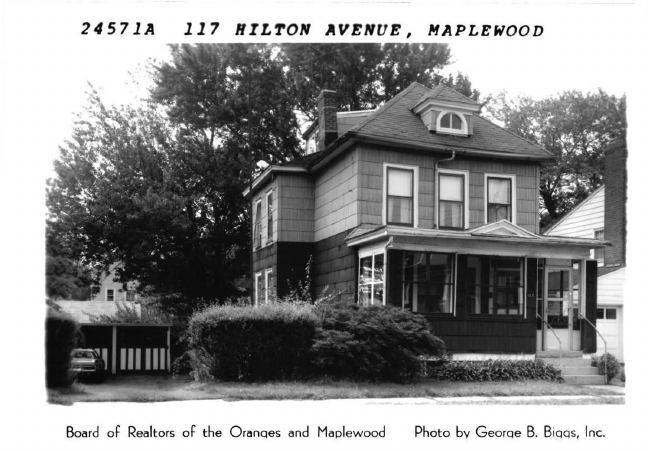 24571A 117 HILTON AVENUE, MAPLEWOOD
Board of Realtors of the Oranges and Maplewood Photo by George B. Biggs, Inc.